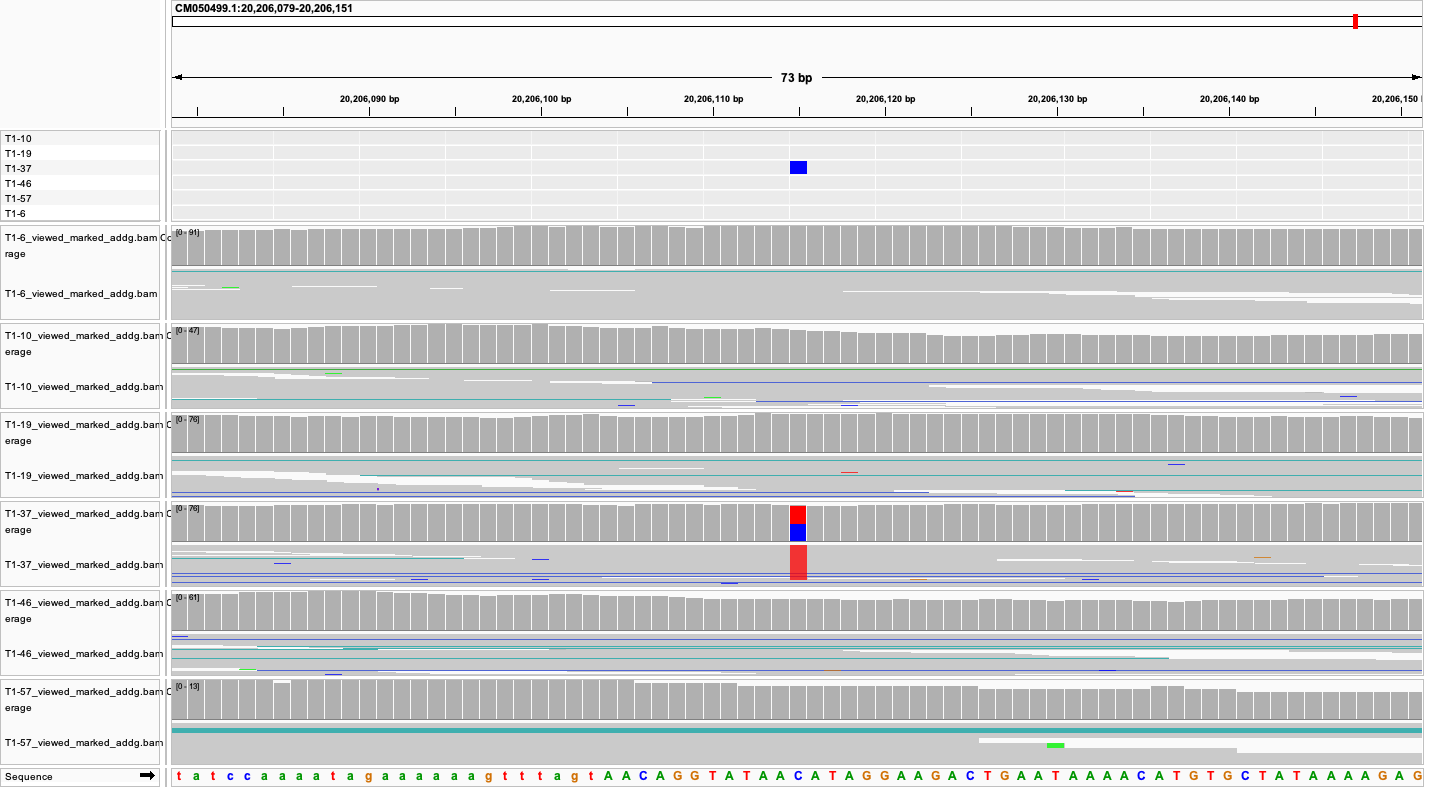 CM050499.1:20,206,079-20,206,151
73 bp
20,206,090 bp 20,206,100 bp 20,206,110 bp 20,206,120 bp 20,206,130 bp 20,206,140 bp 20,206,150
T1-10
T1-19
T1-37
T1-46
T1-57
T1-6
T1-6_viewed_marked_addg.bam Co [0 - 91]
rage
T1-6_viewed_marked_addg.bam
T1-10_viewed_marked_addg.bam C [0 - 47]
erage
T1-10_viewed_marked_addg.bam
T1-19_viewed_marked_addg.bam C [0 - 76]
erage
T1-19_viewed_marked_addg.bam
T1-37_viewed_marked_addg.bam C [0 - 76]
erage
T1-37_viewed_marked_addg.bam
T1-46_viewed_marked_addg.bam C [0 - 61]
erage
T1-46_viewed_marked_addg.bam
T1-57_viewed_marked_addg.bam C [0 - 13]
erage
T1-57_viewed_marked_addg.bam
Sequence t a t c c a a a a t a g a a a a a a g t t t a g t A A C A G G T A T A A C A T A G G A A G A C T G A A T A A A A C A T G T G C T A T A A A A G A G